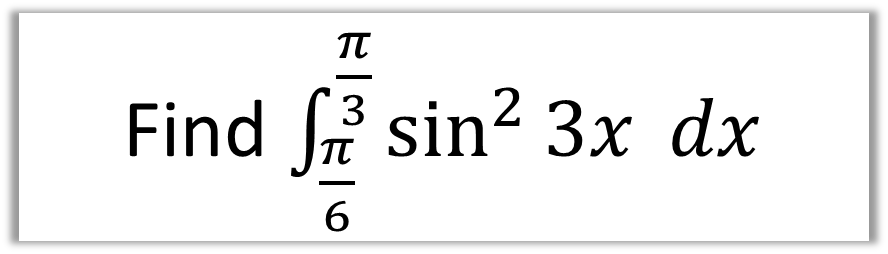 Find ∫_{π/6}^{π/3} sin² 3x dx